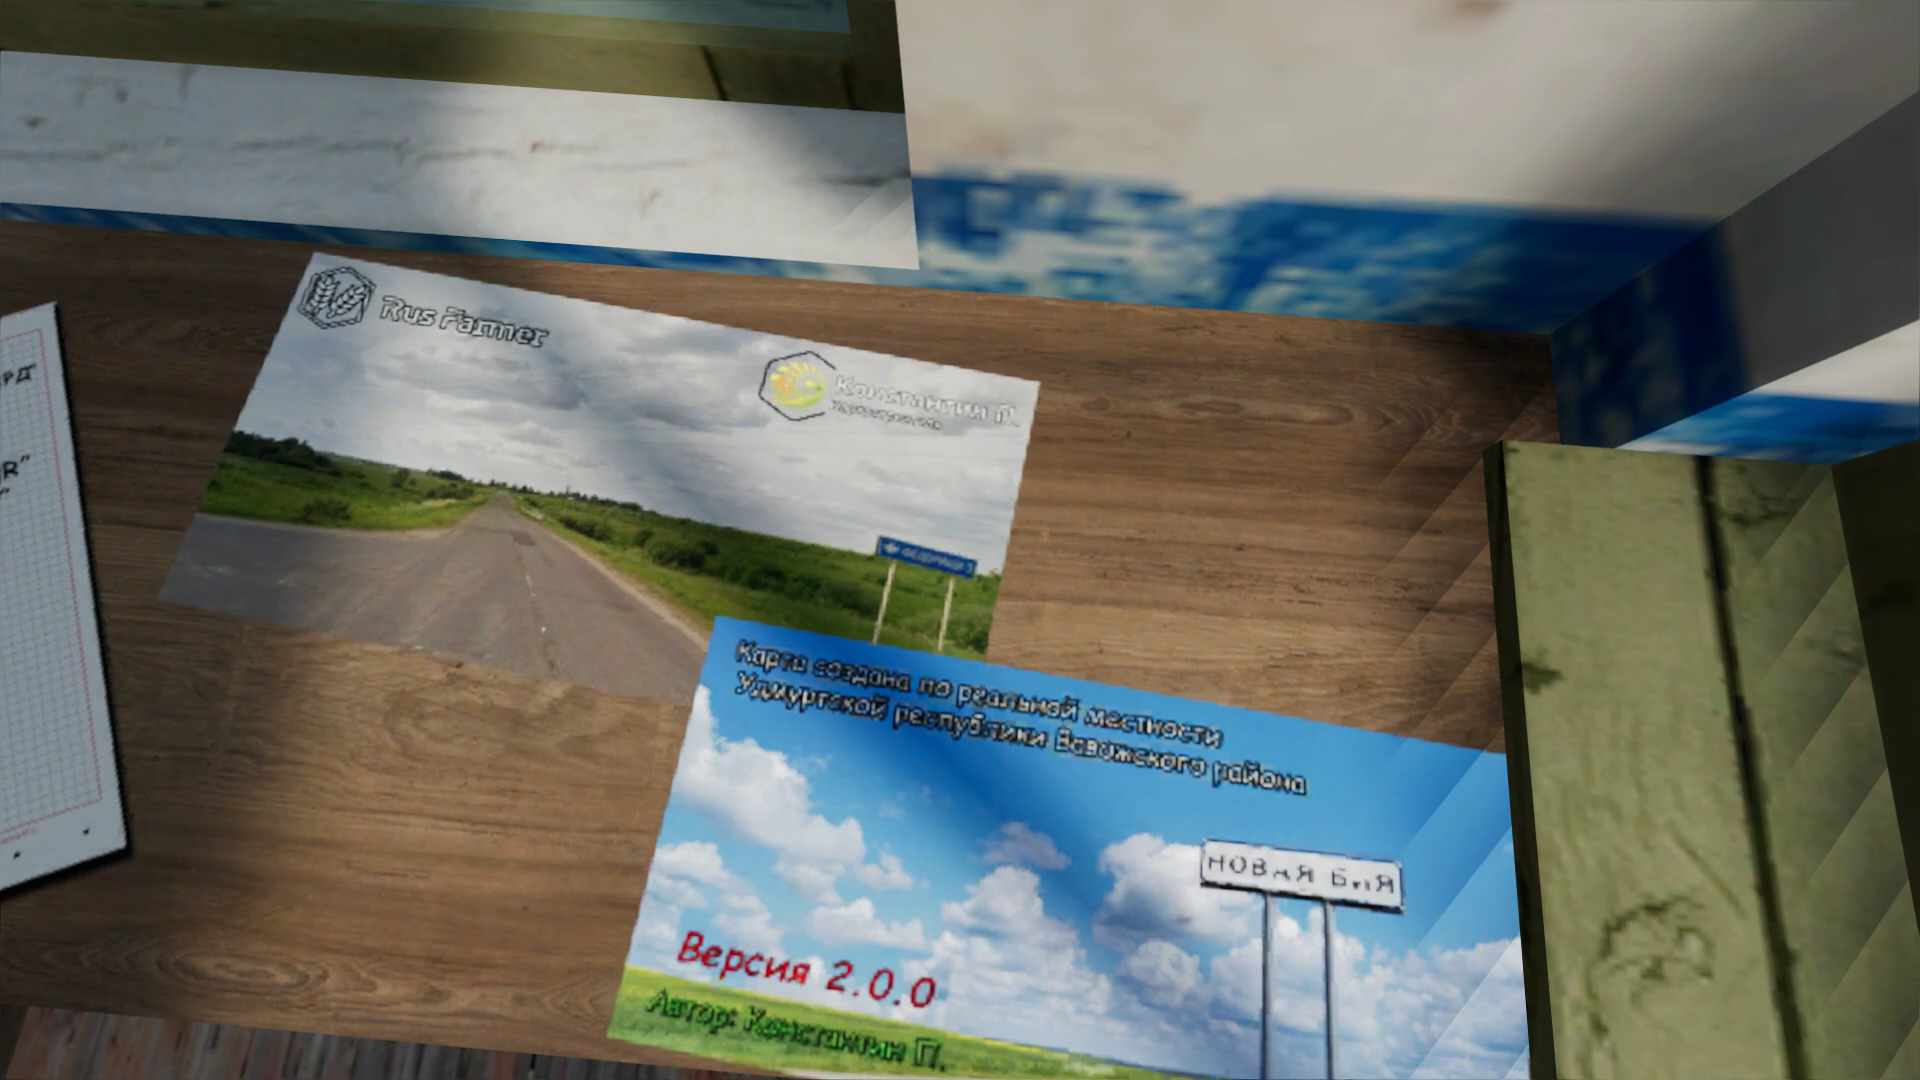 Rus Farmer
Константин П.
Карта создана по реальной местности
Удмуртской республики Вавожского района
НОВАЯ БИЯ
Версия 2.0.0
Автор: Константин П.